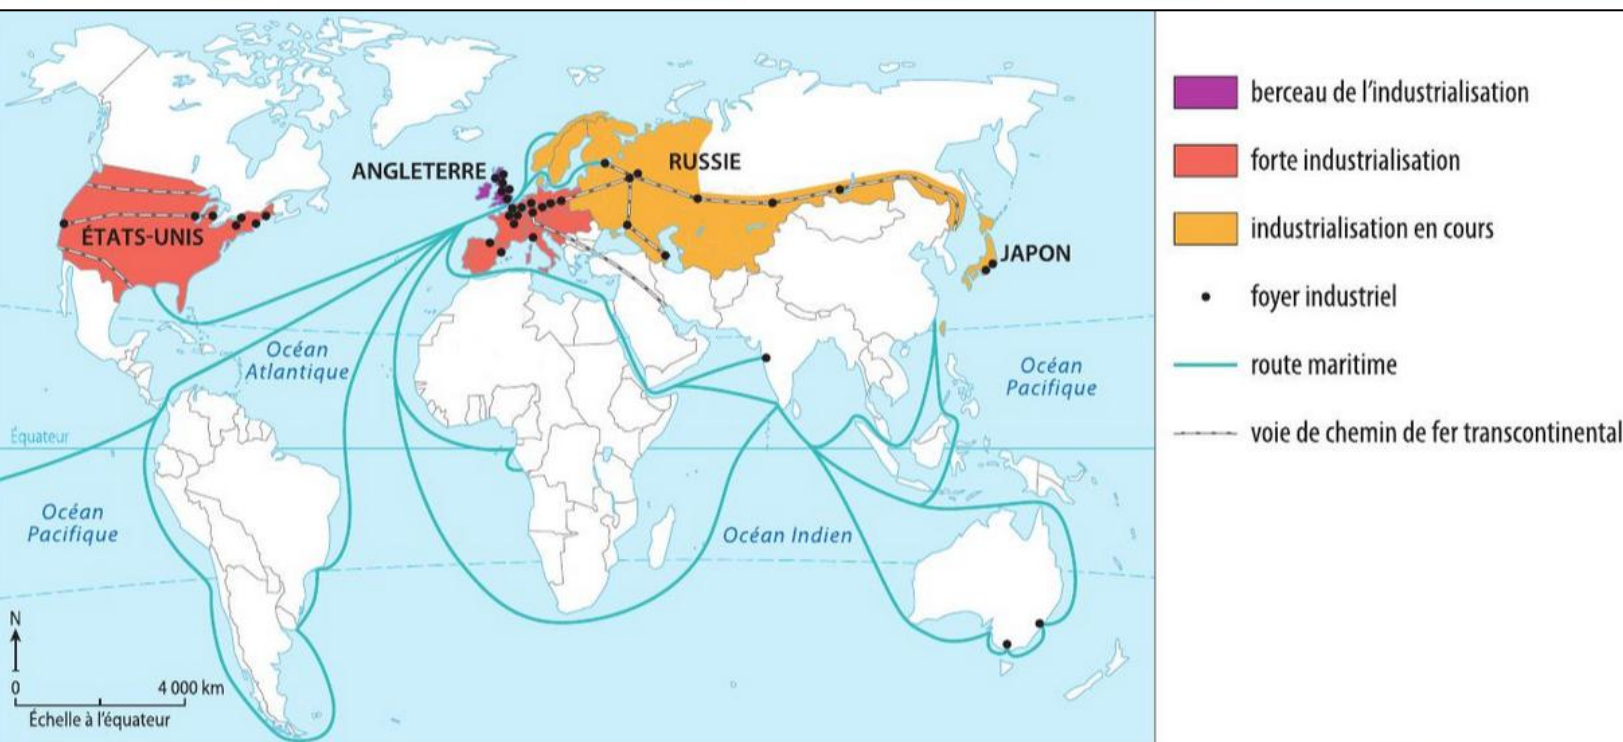 ANGLETERRE
RUSSIE
ÉTATS-UNIS
JAPON
Océan
Atlantique
Océan
Pacifique
Équateur
Océan
Pacifique
Océan Indien
N
0
4 000 km
Échelle à l'équateur
berceau de l'industrialisation
forte industrialisation
industrialisation en cours
foyer industriel
route maritime
voie de chemin de fer transcontinental